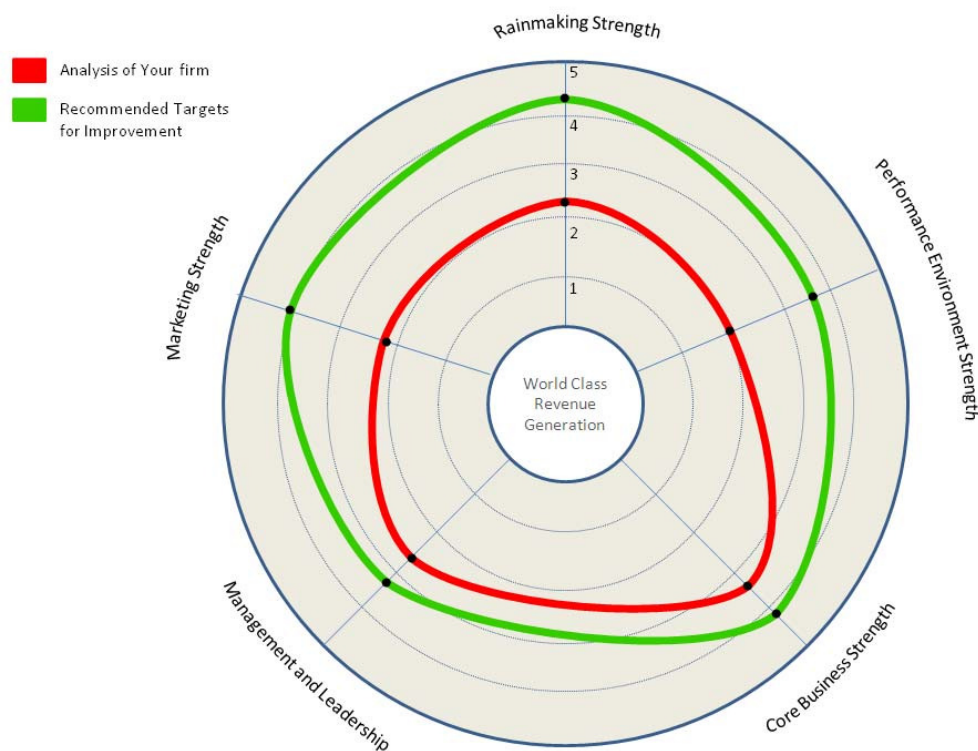 Rainmaking Strength
Analysis of Your firm
Recommended Targets
for Improvement
5
4
3
2
1
Performance Environment Strength
Marketing Strength
World Class
Revenue
Generation
Management and Leadership
Core Business Strength